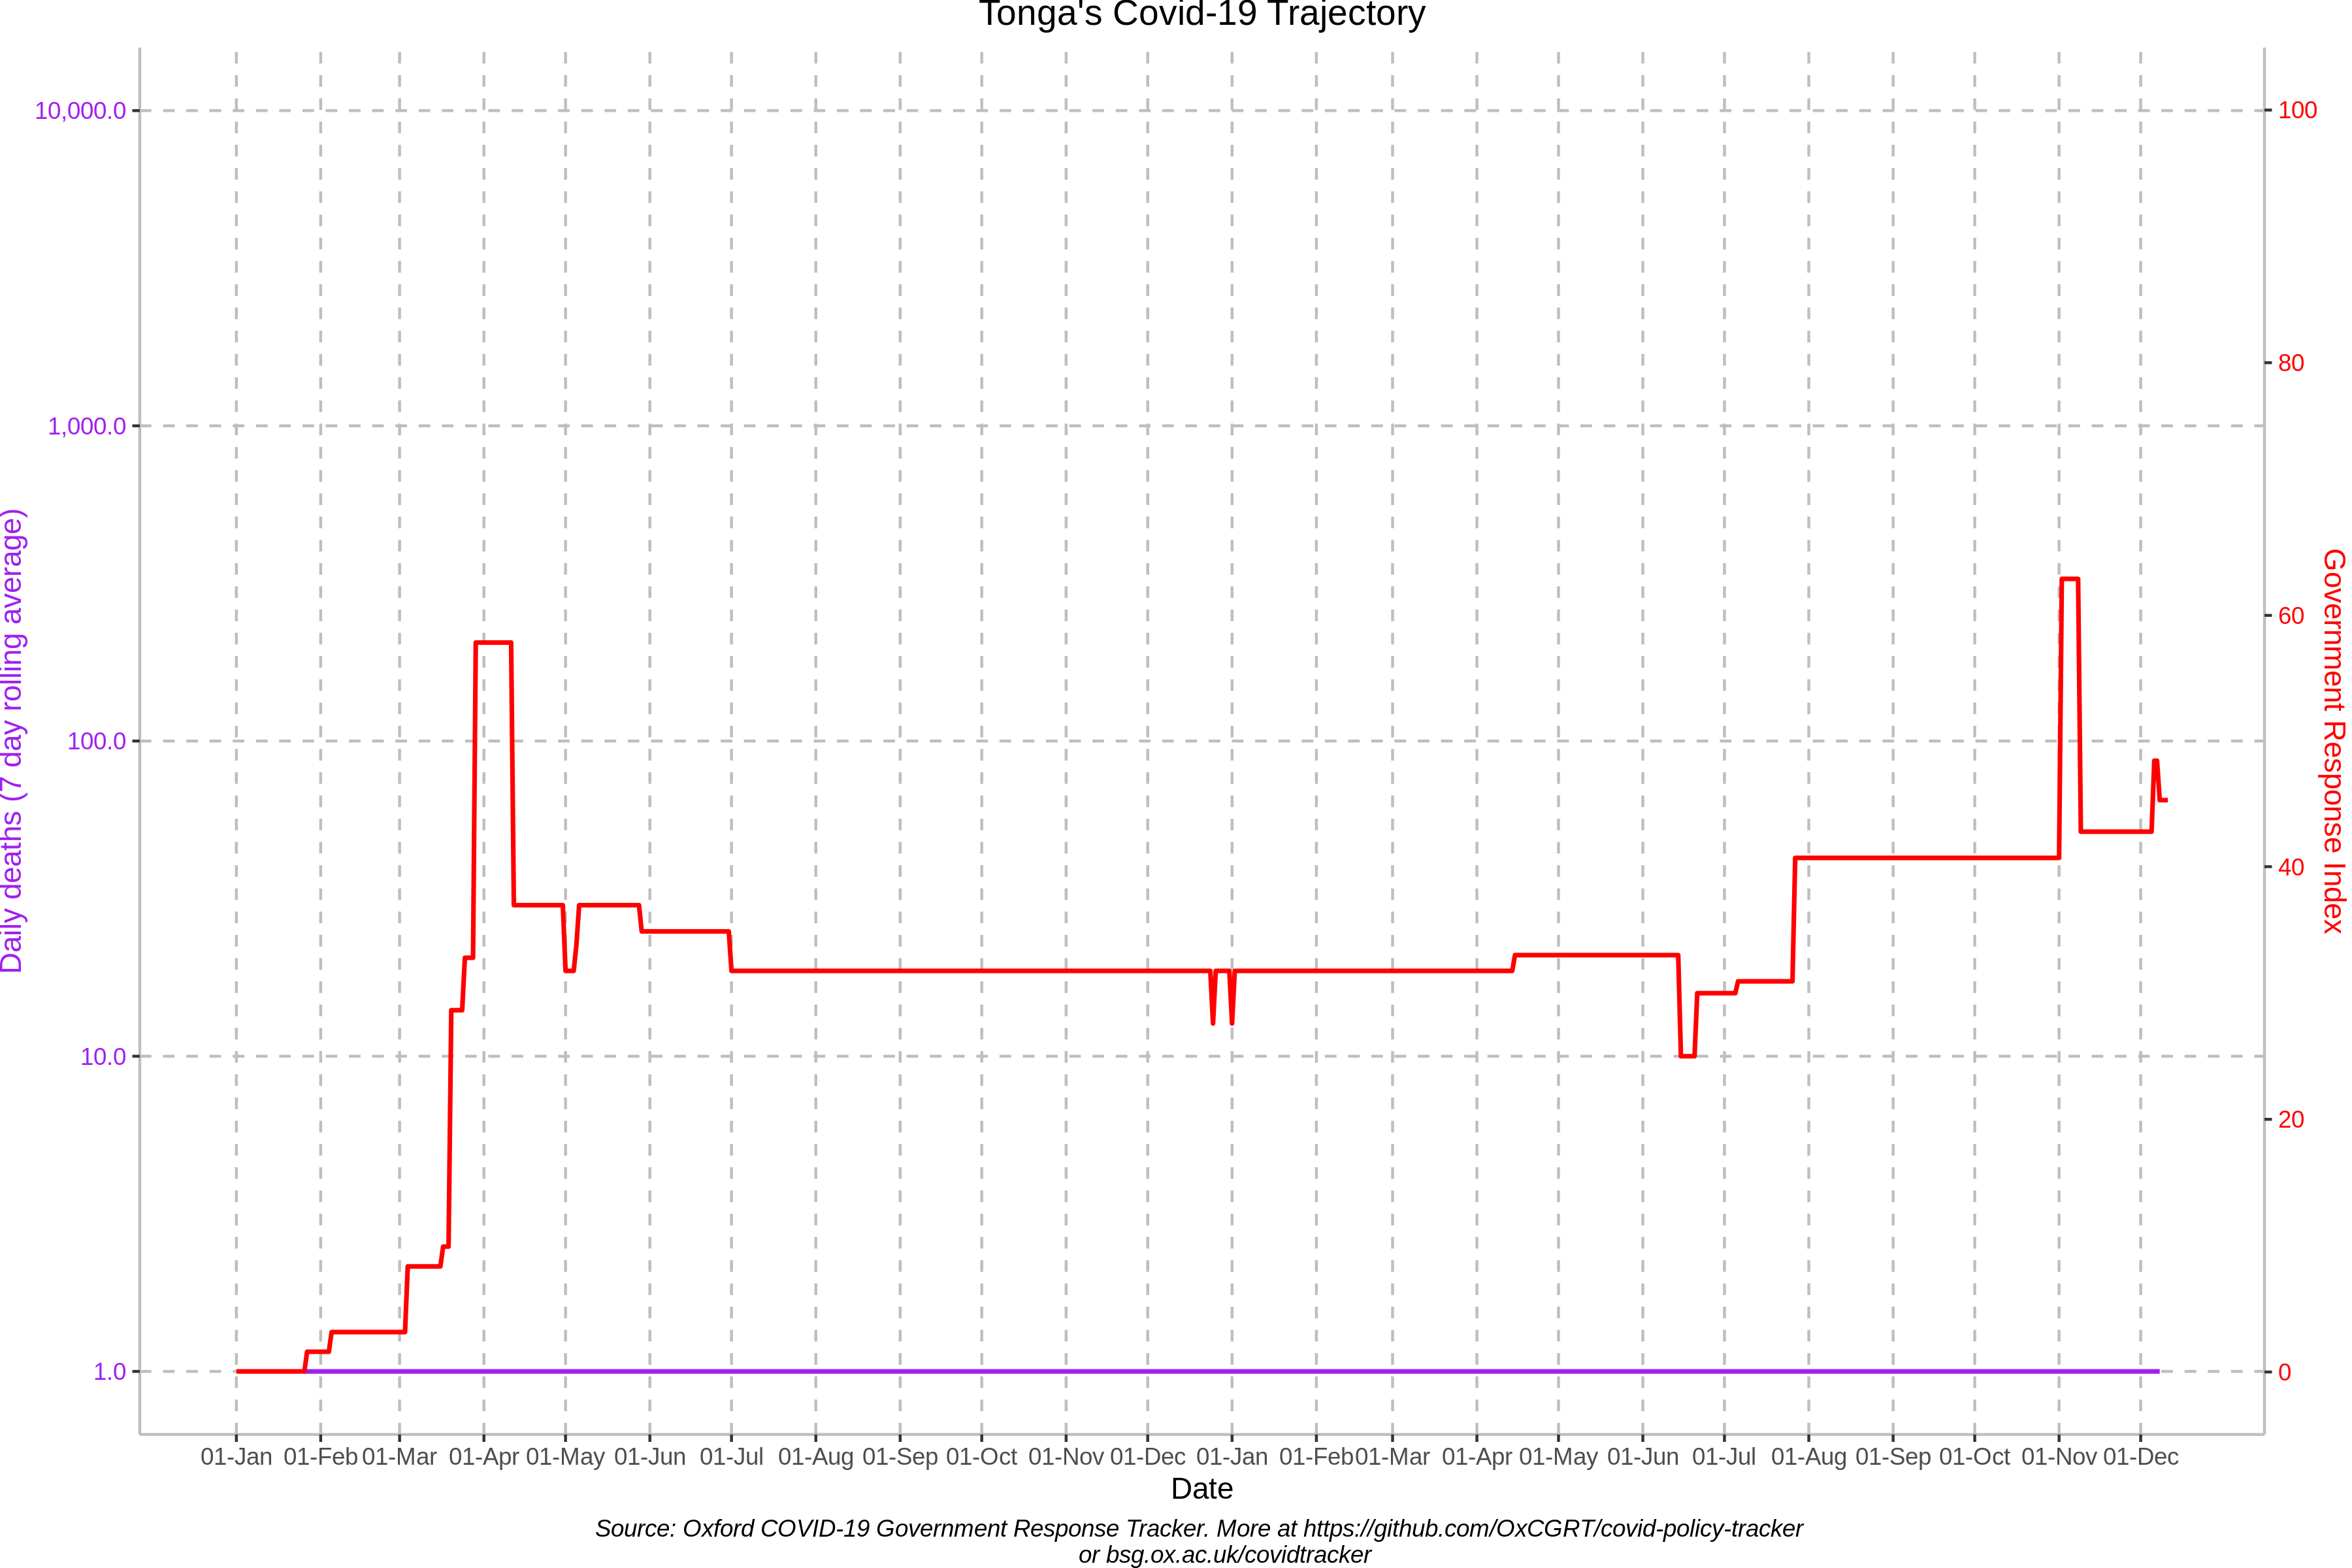 Tonga's Covid-19 Trajectory
10,000.0
1,000.0
100.0
10.0
1.0
Daily deaths (7 day rolling average)
100
80
60
40
20
0
Government Response Index
01-Jan 01-Feb 01-Mar 01-Apr 01-May 01-Jun 01-Jul 01-Aug 01-Sep 01-Oct 01-Nov 01-Dec 01-Jan 01-Feb 01-Mar 01-Apr 01-May 01-Jun 01-Jul 01-Aug 01-Sep 01-Oct 01-Nov 01-Dec
Date
Source: Oxford COVID-19 Government Response Tracker. More at https://github.com/OxCGRT/covid-policy-tracker
or bsg.ox.ac.uk/covidtracker